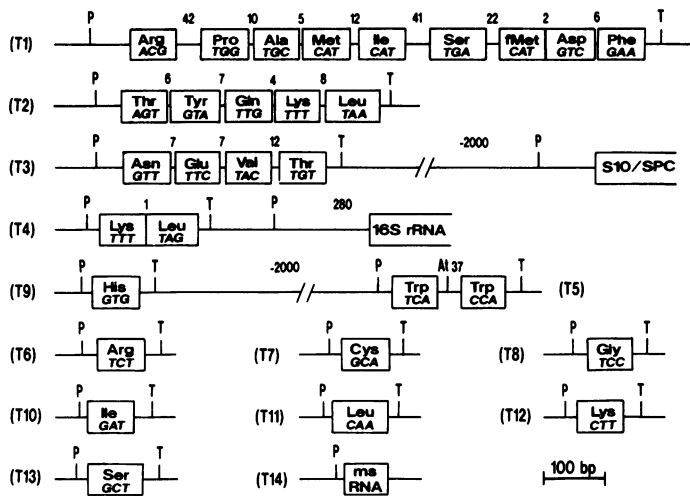 42 10 5 12 41 22 2 6
P T
(T1) Arg Pro Ala Met Ile Ser fMet Asp Phe
ACG TGG TGC CAT CAT TGA CAT GTC GAA
P 6 7 4 8 T
(T2) Thr Tyr Gln Lys Leu
AGT GTA TTG TTT TAA
P 7 7 12 T -2000 P
(T3) Asn Glu Val Thr S10/SPC
GTT TTC TAC TGT
P 1 T P 280
(T4) Lys Leu 16S rRNA
TTT TAG
P T -2000 P At 37 T
(T9) His Trp Trp (T5)
GTG TCA CCA
P T P T P T
(T6) Arg (T7) Cys (T8) Gly
TCT GCA TCC
P T P T P T
(T10) Ile (T11) Leu (T12) Lys
GAT CAA CTT
P T P 100 bp
(T13) Ser (T14) ms
GCT RNA